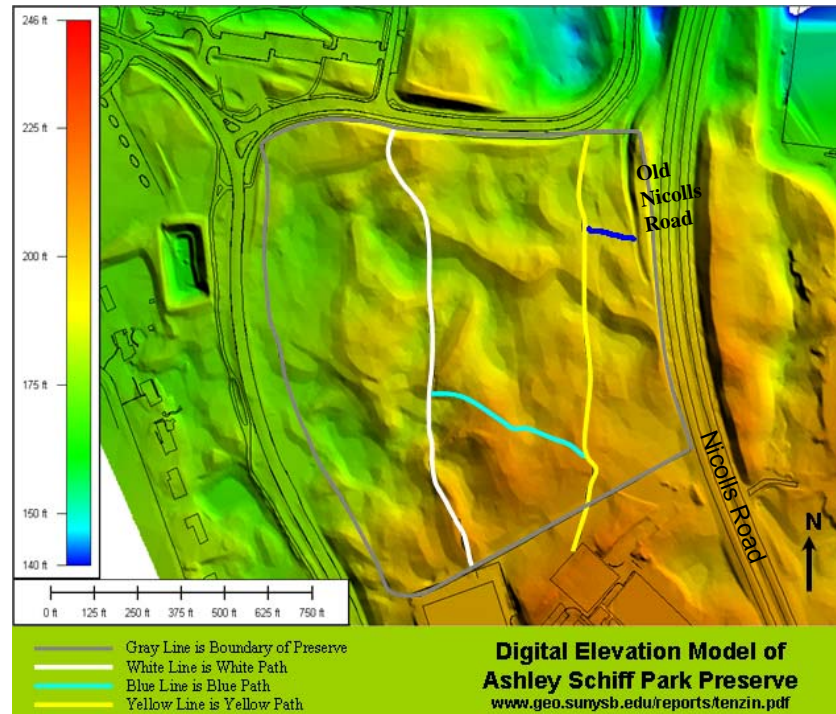 246 ft
225 ft
200 ft
175 ft
150 ft
140 ft
Old
Nicolls
Road
Nicolls Road
N
0 ft 125 ft 250 ft 375 ft 500 ft 625 ft 750 ft
Gray Line is Boundary of Preserve
White Line is White Path
Blue Line is Blue Path
Yellow Line is Yellow Path
Digital Elevation Model of
Ashley Schiff Park Preserve
www.geo.sunysb.edu/reports/tenzin.pdf